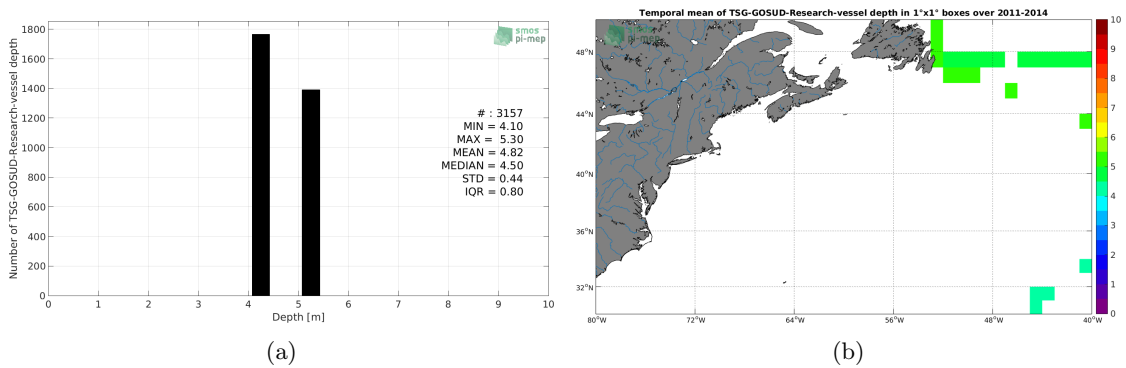 1800
1600
1400
1200
1000
800
600
400
200
0
Number of TSG-GOSUD-Research-vessel depth
smos
pi-mep
# : 3157
MIN = 4.10
MAX = 5.30
MEAN = 4.82
MEDIAN = 4.50
STD = 0.44
IQR = 0.80
0 1 2 3 4 5 6 7 8 9 10
Depth [m]
(a)
Temporal mean of TSG-GOSUD-Research-vessel depth in 1°x1° boxes over 2011-2014
smos
pi-mep
48°N
44°N
40°N
36°N
32°N
80°W 72°W 64°W 56°W 48°W 40°W
10
9
8
7
6
5
4
3
2
1
0
(b)